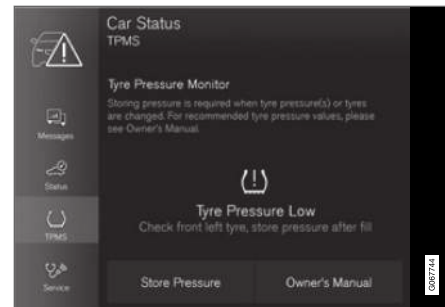 Car Status
TPMS
Tyre Pressure Monitor
Storing pressure is required when tyre pressure(s) or tyres
are changed. For recommended tyre pressure values, please
see Owner's Manual.
Messages
Status
(!)
Tyre Pressure Low
Check front left tyre, store pressure after fill
TPMS
Service
Store Pressure
Owner's Manual
G067744